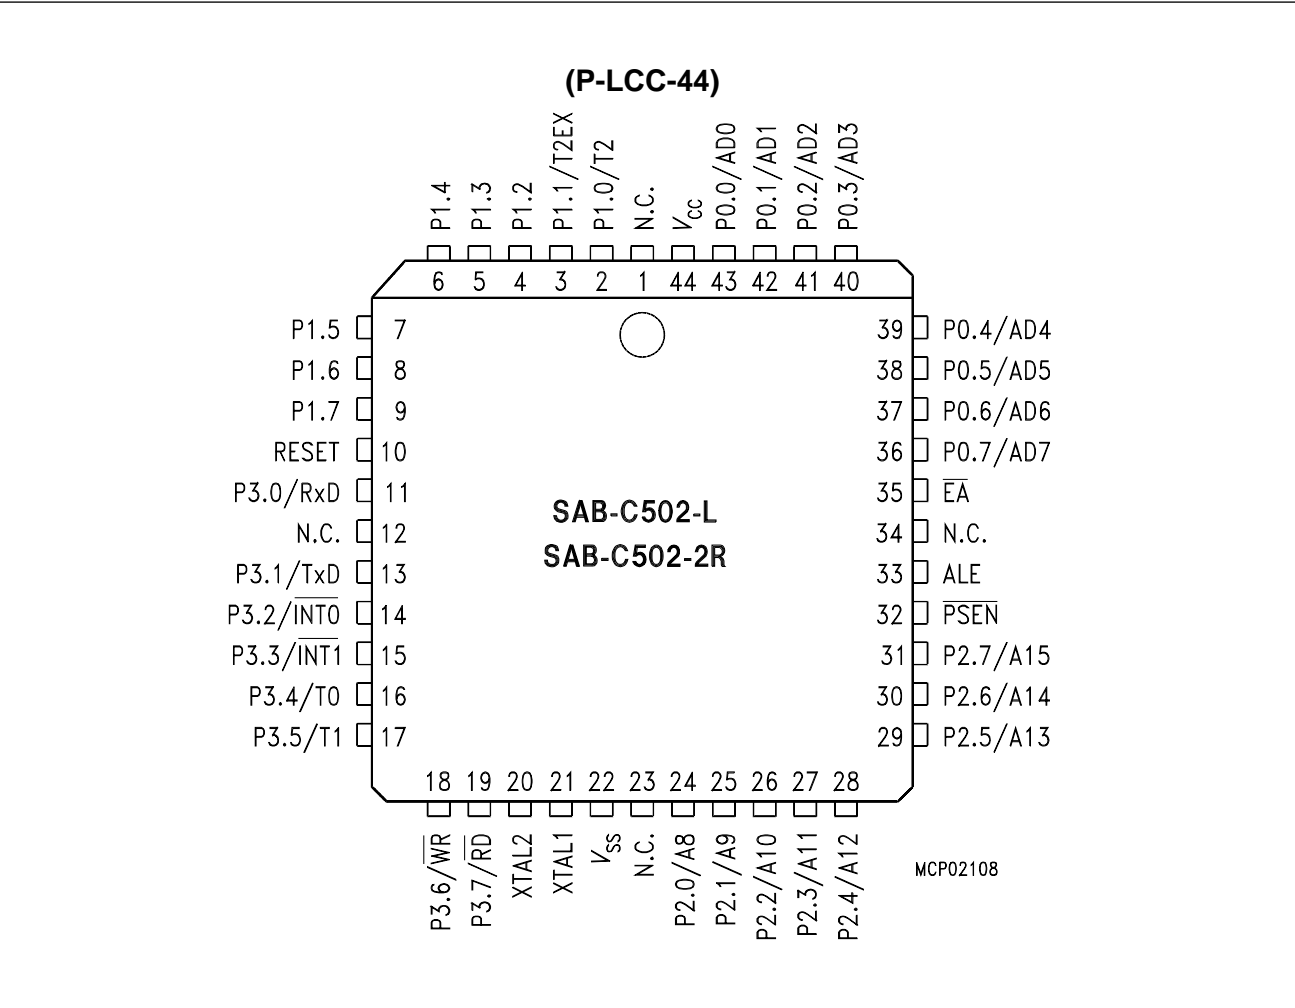 (P-LCC-44)
P1.4
P1.3
P1.2
P1.1/T2EX
P1.0/T2
N.C.
VCC
P0.0/AD0
P0.1/AD1
P0.2/AD2
P0.3/AD3
6 5 4 3 2 1 44 43 42 41 40
P1.5 7 39 P0.4/AD4
P1.6 8 38 P0.5/AD5
P1.7 9 37 P0.6/AD6
RESET 10 36 P0.7/AD7
P3.0/RxD 11 35 E̅A̅
N.C. 12 34 N.C.
P3.1/TxD 13 33 ALE
P3.2/I̅N̅T̅0̅ 14 32 P̅S̅E̅N̅
P3.3/I̅N̅T̅1̅ 15 31 P2.7/A15
P3.4/T0 16 30 P2.6/A14
P3.5/T1 17 29 P2.5/A13
SAB-C502-L
SAB-C502-2R
18 19 20 21 22 23 24 25 26 27 28
P3.6/W̅R̅
P3.7/R̅D̅
XTAL2
XTAL1
VSS
N.C.
P2.0/A8
P2.1/A9
P2.2/A10
P2.3/A11
P2.4/A12
MCP02108